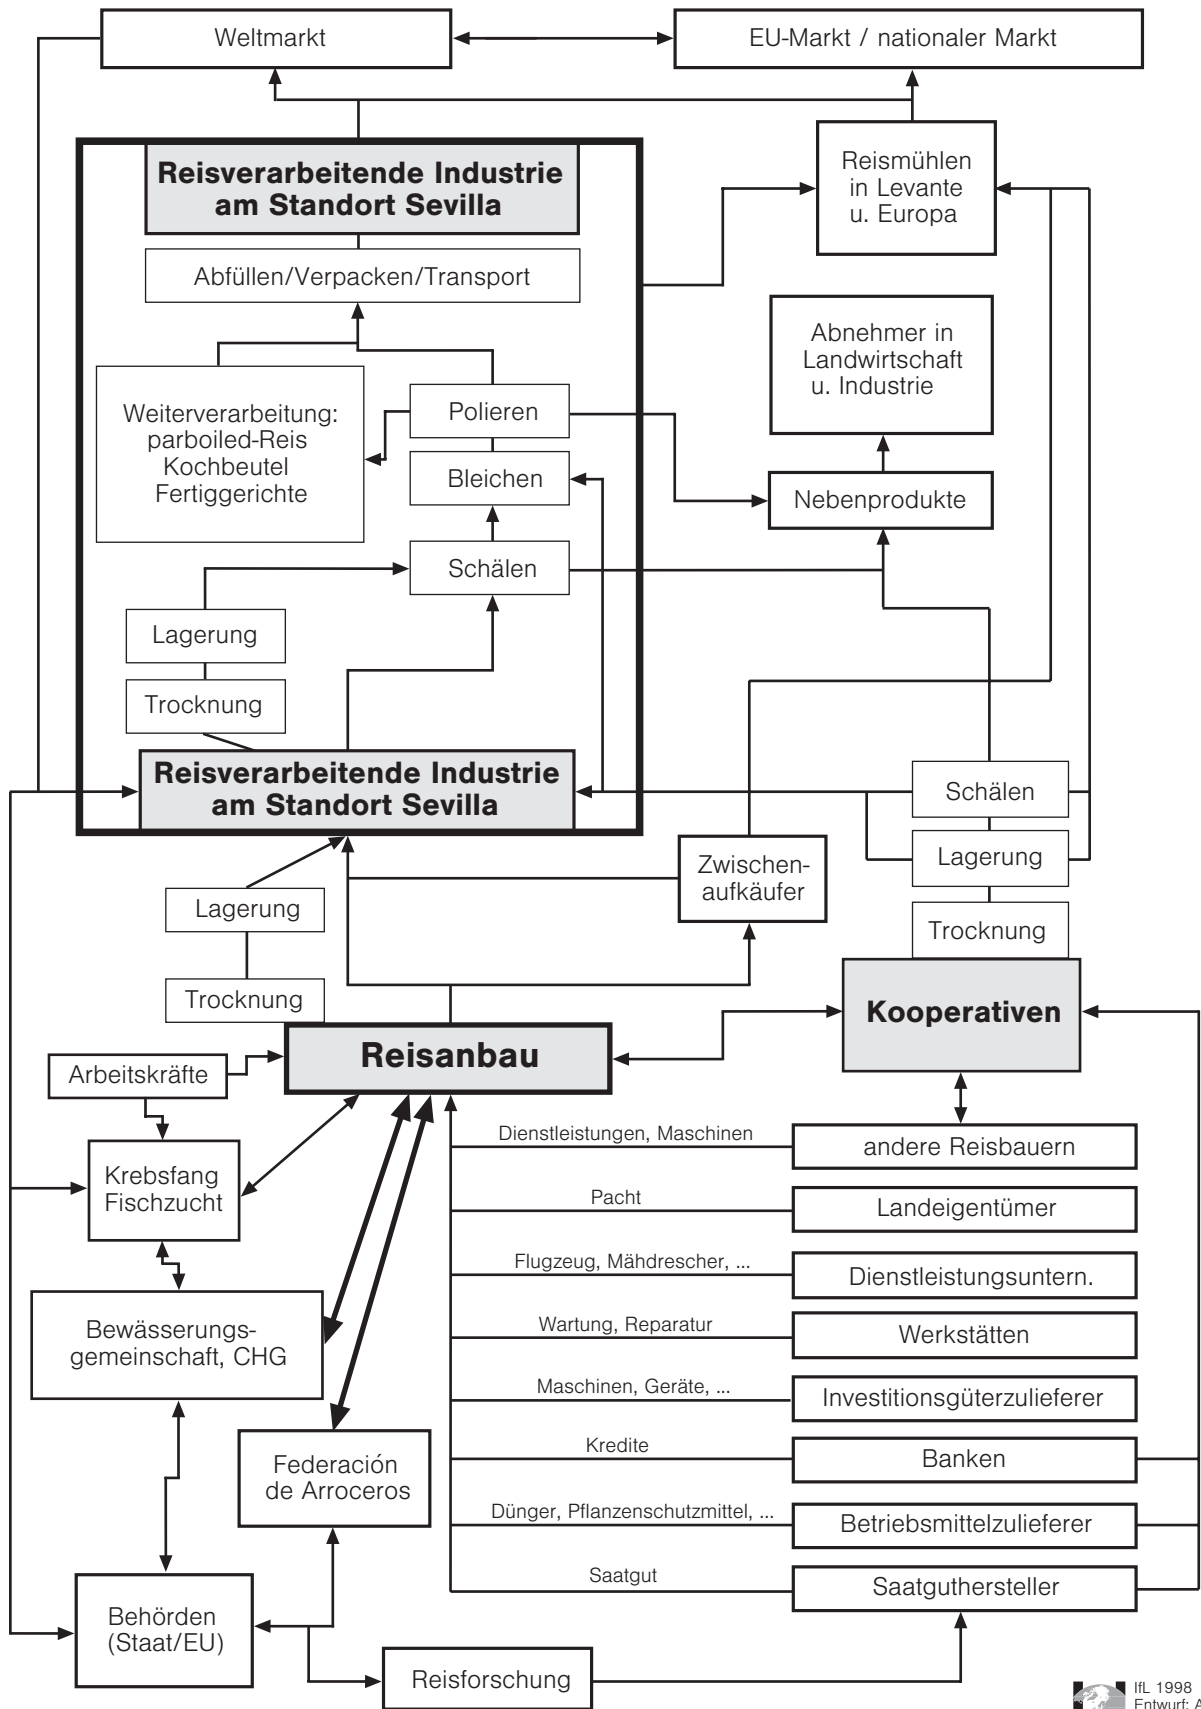 Weltmarkt
EU-Markt / nationaler Markt
Reisverarbeitende Industrie
am Standort Sevilla
Reismühlen
in Levante
u. Europa
Abfüllen/Verpacken/Transport
Abnehmer in
Landwirtschaft
u. Industrie
Weiterverarbeitung:
parboiled-Reis
Kochbeutel
Fertiggerichte
Polieren
Bleichen
Nebenprodukte
Schälen
Lagerung
Trocknung
Reisverarbeitende Industrie
am Standort Sevilla
Schälen
Lagerung
Trocknung
Zwischen-
aufkäufer
Lagerung
Trocknung
Kooperativen
Reisanbau
Arbeitskräfte
Krebsfang
Fischzucht
Dienstleistungen, Maschinen
andere Reisbauern
Pacht
Landeigentümer
Flugzeug, Mähdrescher, ...
Dienstleistungsuntern.
Bewässerungs-
gemeinschaft, CHG
Wartung, Reparatur
Werkstätten
Maschinen, Geräte, ...
Investitionsgüterzulieferer
Federación
de Arroceros
Kredite
Banken
Dünger, Pflanzenschutzmittel, ...
Betriebsmittelzulieferer
Saatgut
Saatguthersteller
Behörden
(Staat/EU)
Reisforschung
IfL 1998
Entwurf: A